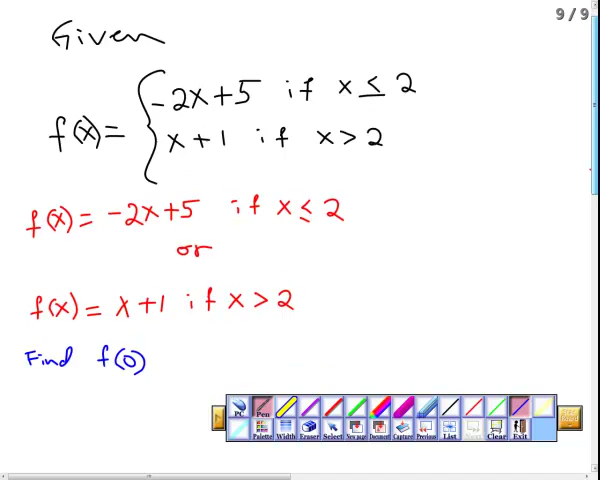 9 / 9
Given
f(x) = { -2x+5 if x ≤ 2
x+1 if x > 2
f(x) = -2x+5 if x ≤ 2
or
f(x) = x+1 if x > 2
Find f(0)
PC Pen
Palette Width Eraser Select New page Document Capture Previous List Next Clear Exit